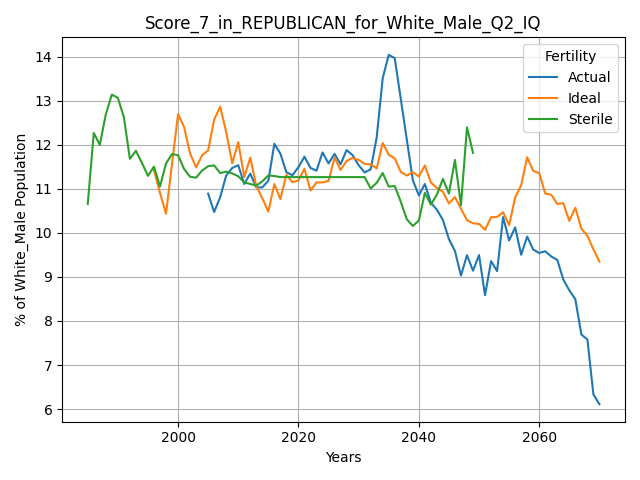 Score_7_in_REPUBLICAN_for_White_Male_Q2_IQ
% of White_Male Population
14
13
12
11
10
9
8
7
6
Fertility
Actual
Ideal
Sterile
2000
2020
2040
2060
Years